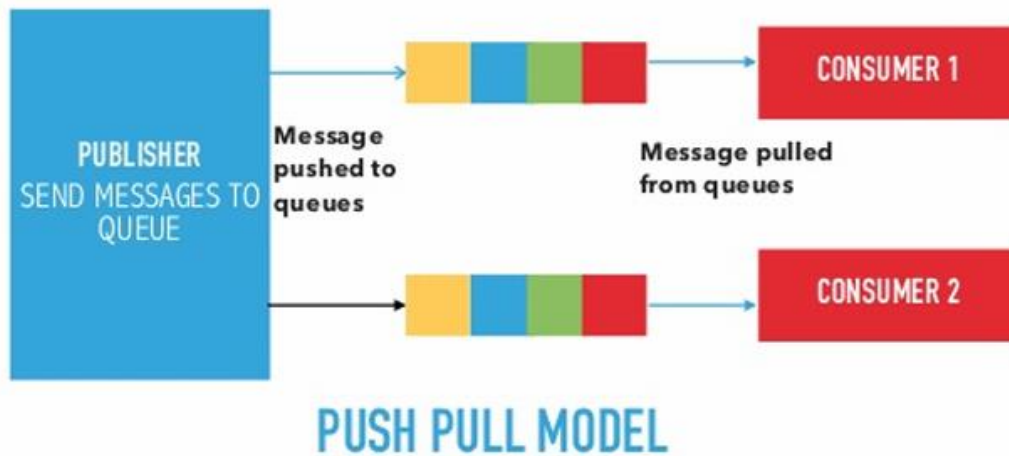 PUBLISHER
SEND MESSAGES TO
QUEUE
Message
pushed to
queues
Message pulled
from queues
CONSUMER 1
CONSUMER 2
PUSH PULL MODEL